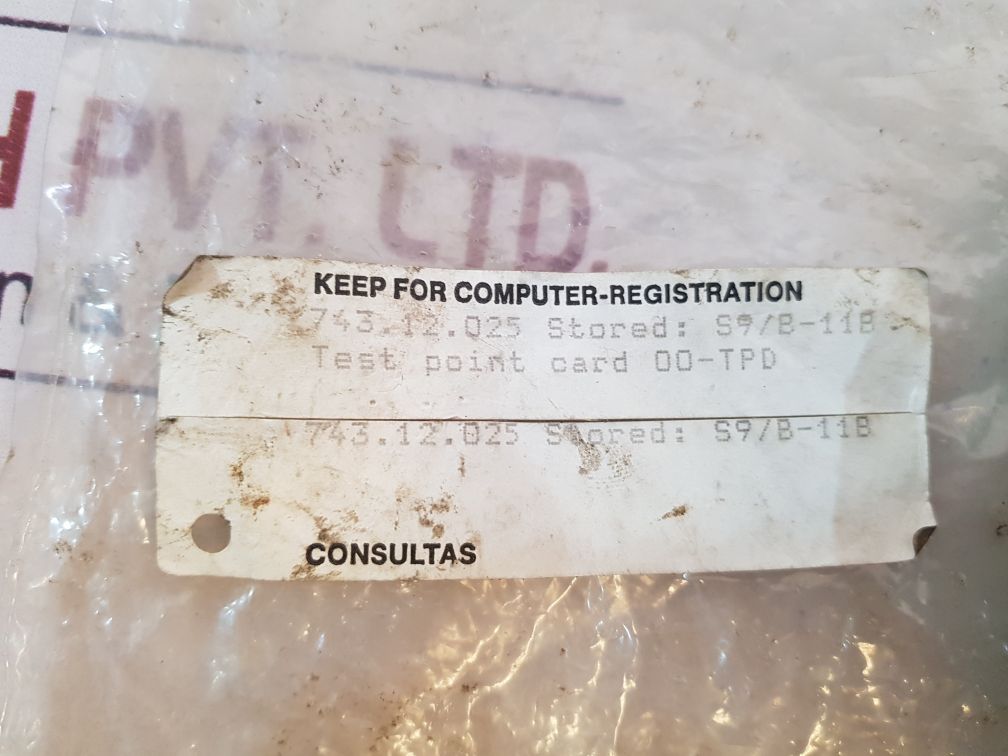 H PVT. LTD.
KEEP FOR COMPUTER-REGISTRATION
743.12.025 Stored: S9/B-11B
Test point card OO-TPD
743.12.025 Stored: S9/B-11B
CONSULTAS